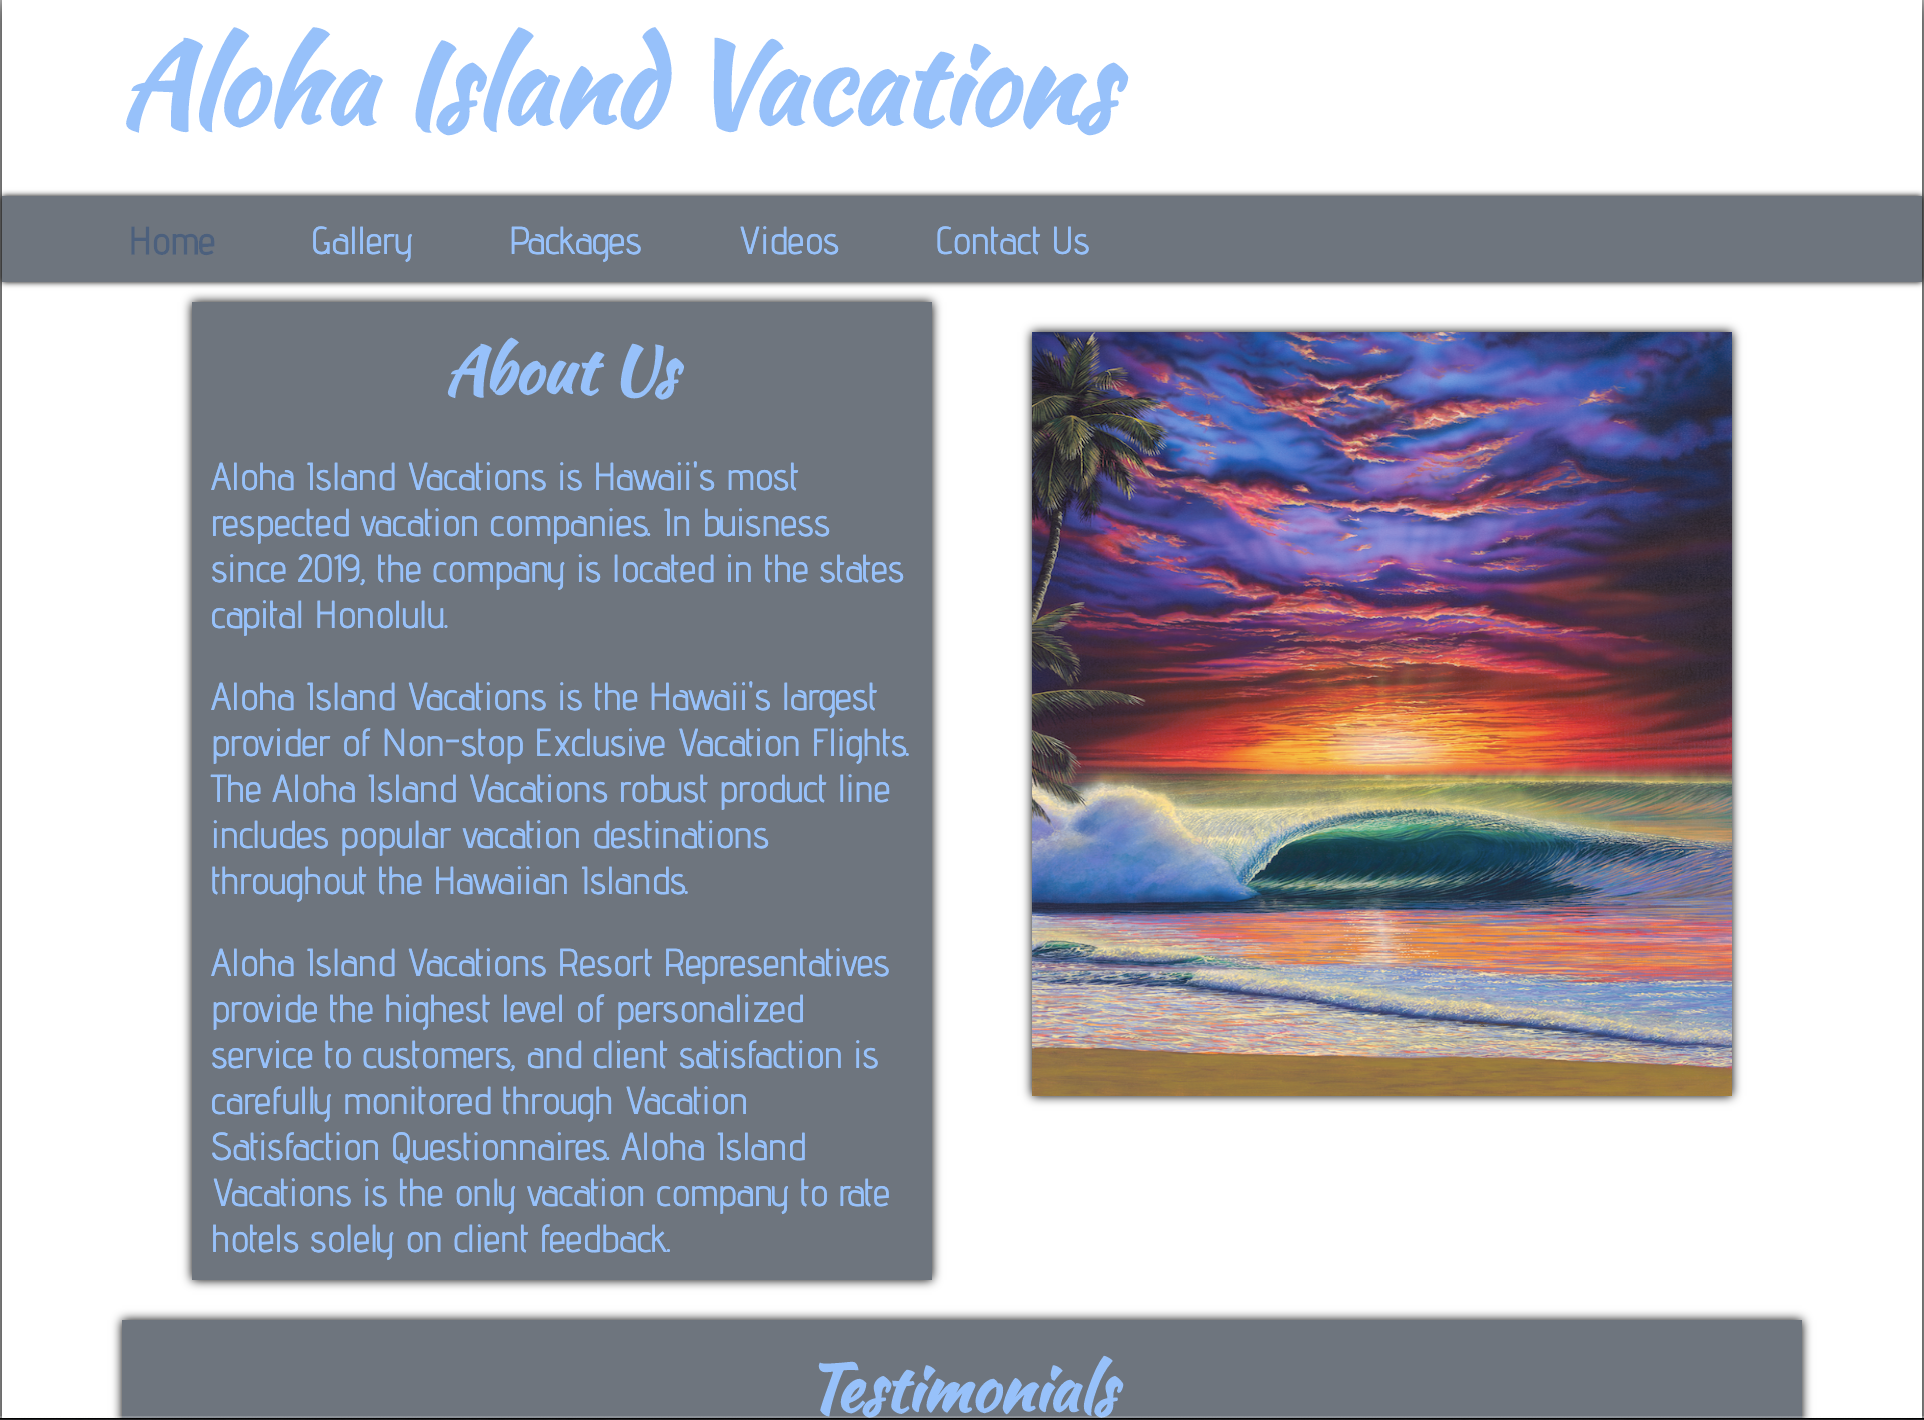 Aloha Island Vacations
Home Gallery Packages Videos Contact Us
About Us
Aloha Island Vacations is Hawaii's most
respected vacation companies. In buisness
since 2019, the company is located in the states
capital Honolulu.
Aloha Island Vacations is the Hawaii's largest
provider of Non-stop Exclusive Vacation Flights.
The Aloha Island Vacations robust product line
includes popular vacation destinations
throughout the Hawaiian Islands.
Aloha Island Vacations Resort Representatives
provide the highest level of personalized
service to customers, and client satisfaction is
carefully monitored through Vacation
Satisfaction Questionnaires. Aloha Island
Vacations is the only vacation company to rate
hotels solely on client feedback.
Testimonials